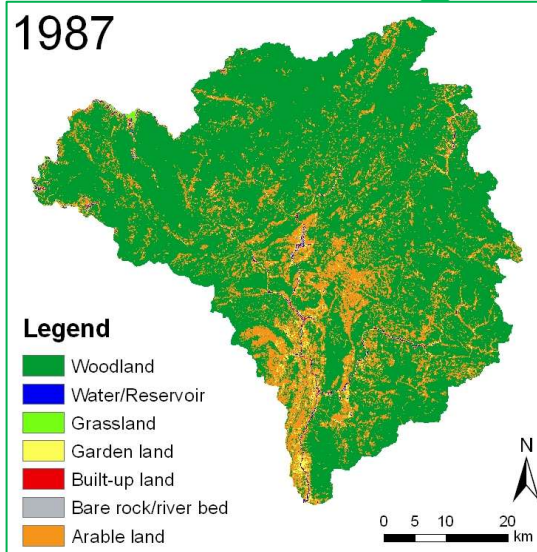 1987
Legend
Woodland
Water/Reservoir
Grassland
Garden land
Built-up land
Bare rock/river bed
Arable land
N
0 5 10 20
km